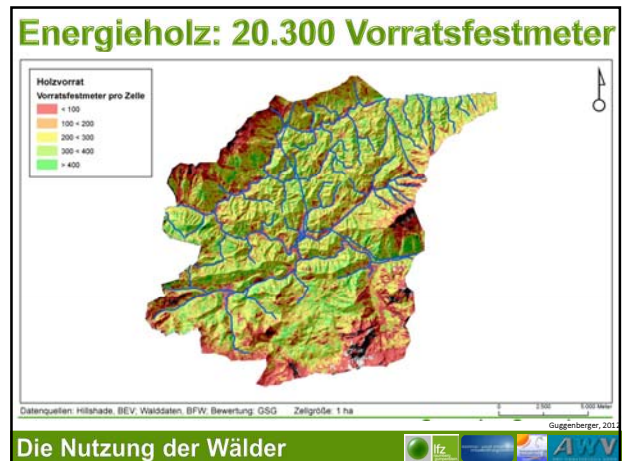 Energieholz: 20.300 Vorratsfestmeter
Holzvorrat
Vorratsfestmeter pro Zelle
< 100
100 < 200
200 < 300
300 < 400
> 400
Datenquellen: Hillshade, BEV; Walddaten, BFW; Bewertung: GSG Zellgröße: 1 ha
0 2.500 5.000 Meter
Guggenberger, 2012
Die Nutzung der Wälder
lfz
AWV